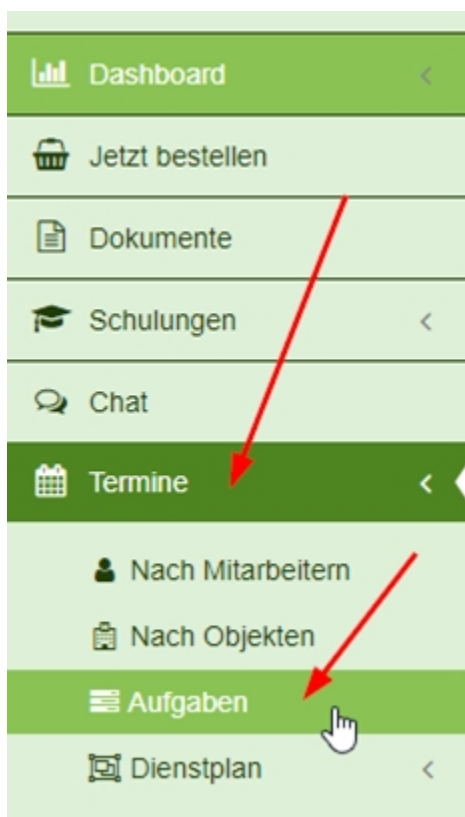 Dashboard
Jetzt bestellen
Dokumente
Schulungen
Chat
Termine
Nach Mitarbeitern
Nach Objekten
Aufgaben
Dienstplan